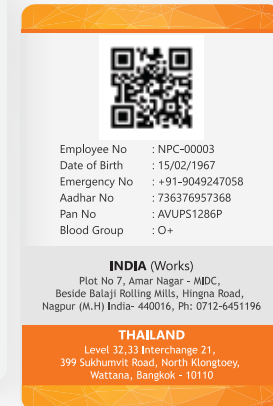 Employee No : NPC-00003
Date of Birth : 15/02/1967
Emergency No : +91-9049247058
Aadhar No : 736376957368
Pan No : AVUPS1286P
Blood Group : O+
INDIA (Works)
Plot No 7, Amar Nagar - MIDC,
Beside Balaji Rolling Mills, Hingna Road,
Nagpur (M.H) India- 440016, Ph: 0712-6451196
THAILAND
Level 32,33 Interchange 21,
399 Sukhumvit Road, North Klongtoey,
Wattana, Bangkok - 10110